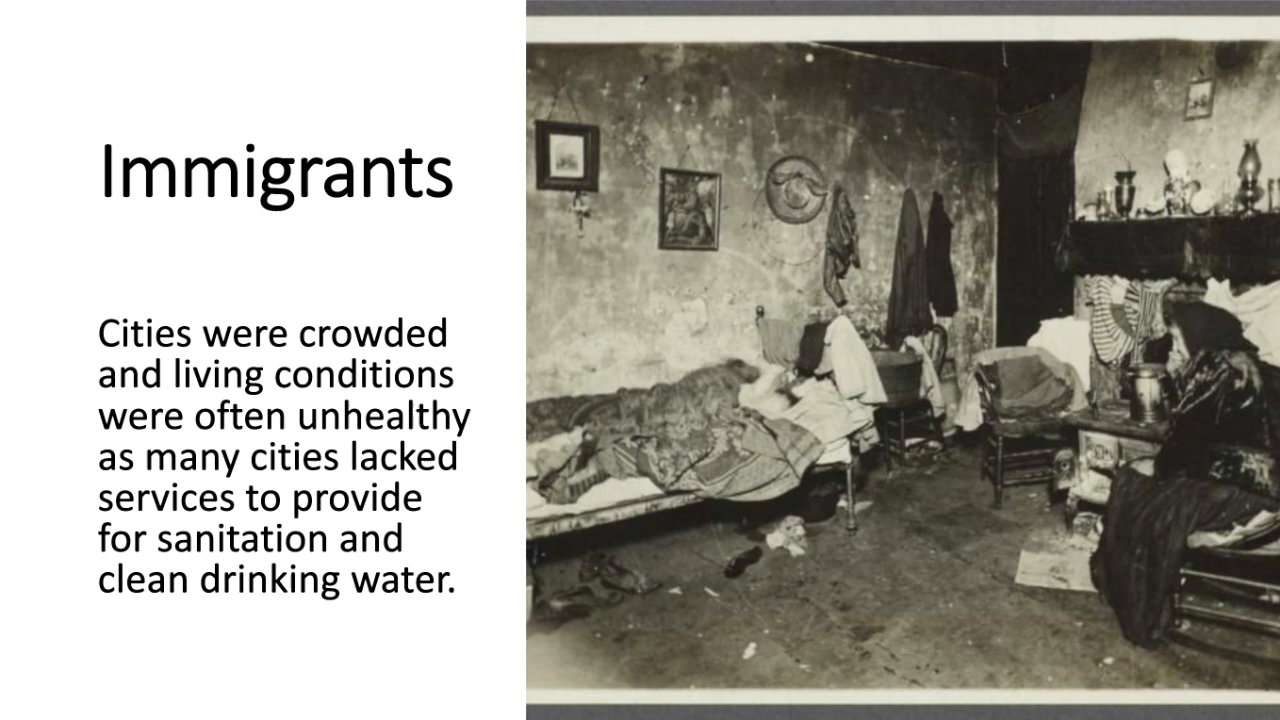 Immigrants
Cities were crowded
and living conditions
were often unhealthy
as many cities lacked
services to provide
for sanitation and
clean drinking water.